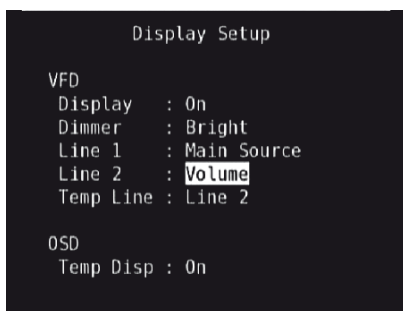 Display Setup
VFD
Display : On
Dimmer : Bright
Line 1 : Main Source
Line 2 : Volume
Temp Line : Line 2
OSD
Temp Disp : On